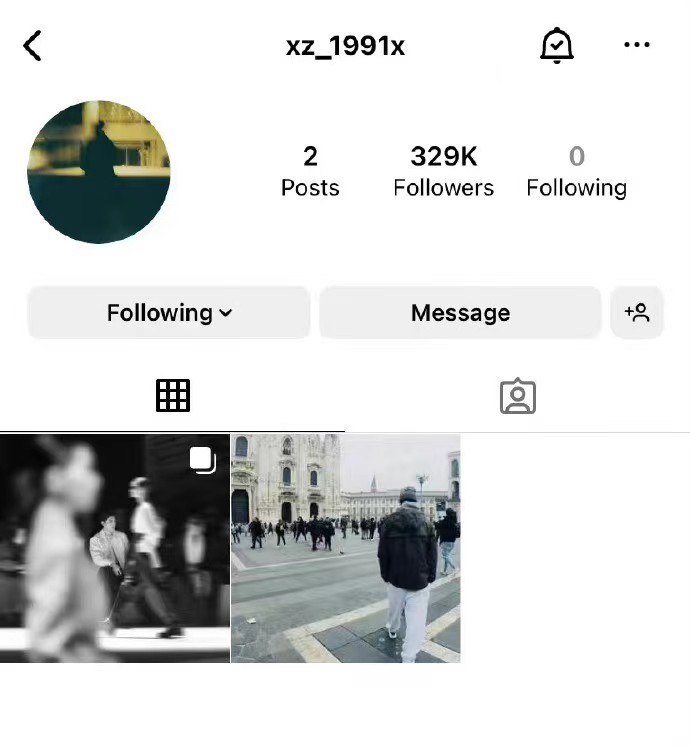 xz_1991x
2 329K 0
Posts Followers Following
Following Message